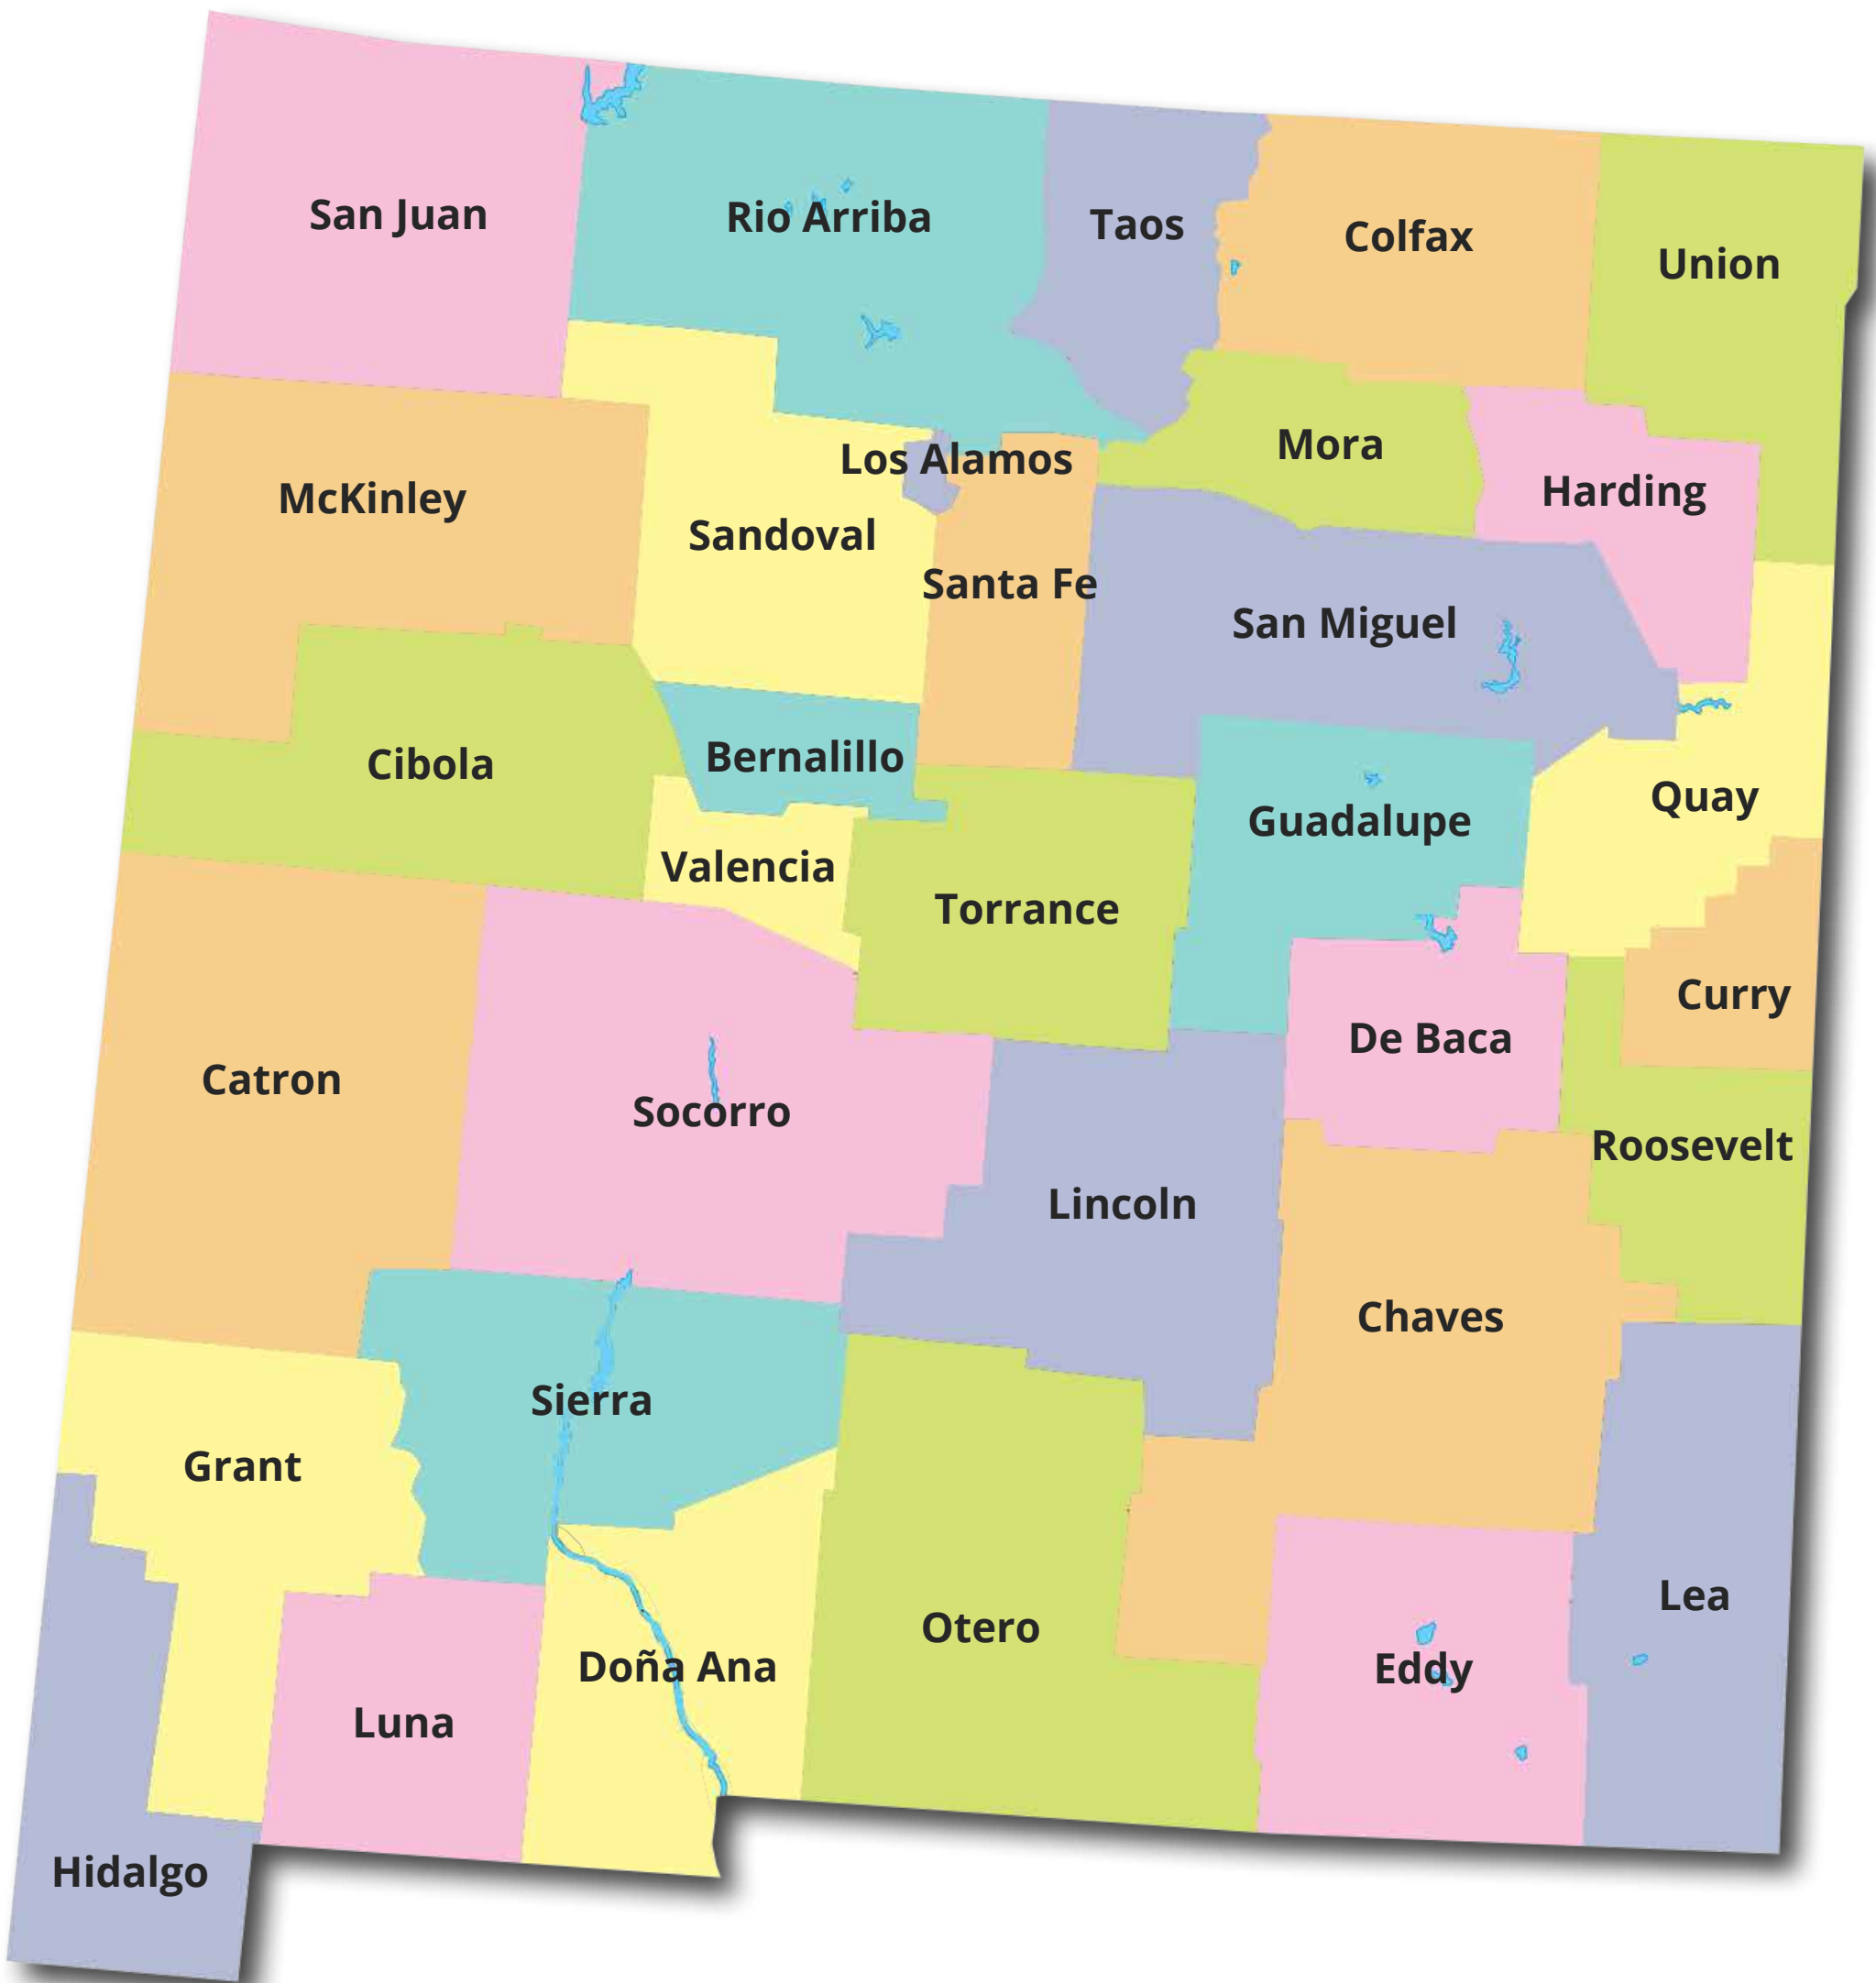 San Juan
Rio Arriba
Taos
Colfax
Union
Mora
Los Alamos
Harding
McKinley
Sandoval
Santa Fe
San Miguel
Cibola
Bernalillo
Quay
Guadalupe
Valencia
Torrance
Curry
De Baca
Catron
Socorro
Roosevelt
Lincoln
Chaves
Sierra
Grant
Lea
Otero
Doña Ana
Eddy
Luna
Hidalgo